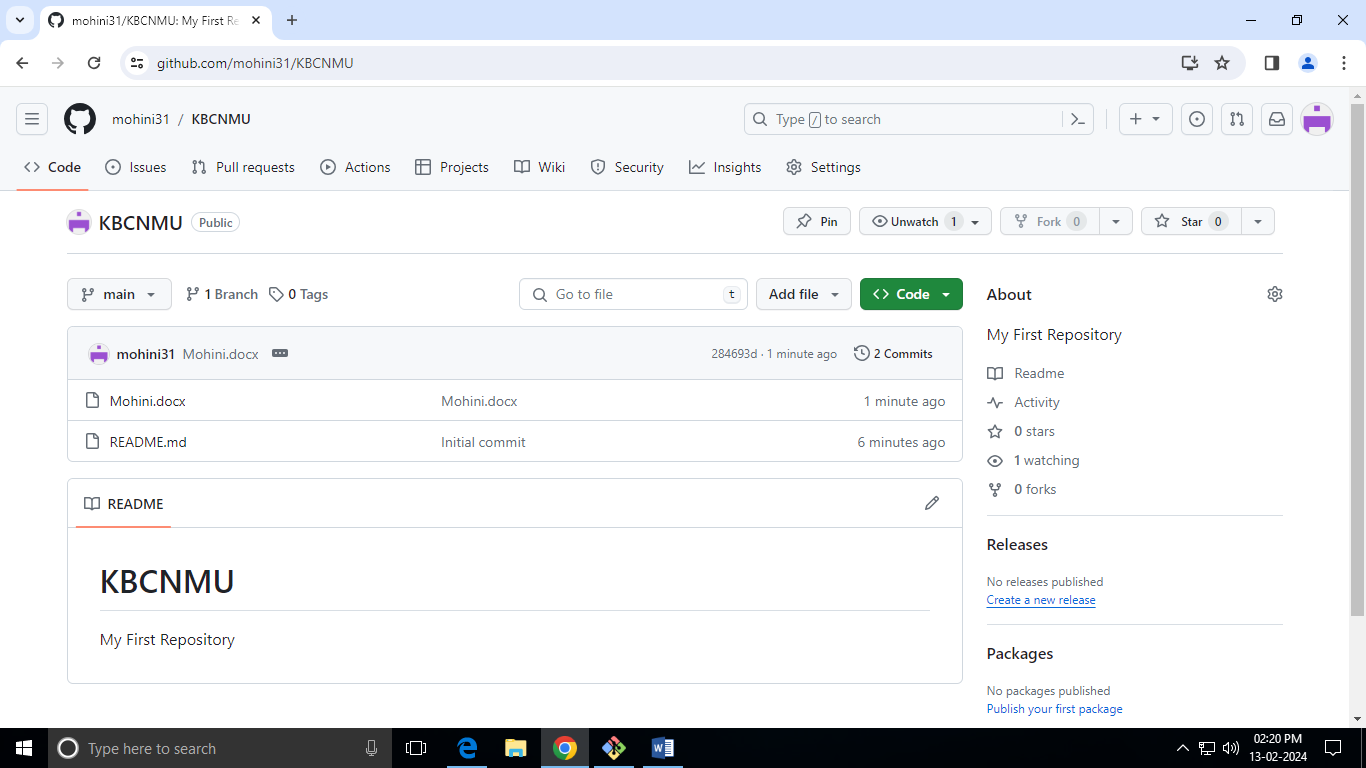 mohini31/KBCNMU: My First Re
github.com/mohini31/KBCNMU
mohini31 / KBCNMU
Type / to search
Code Issues Pull requests Actions Projects Wiki Security Insights Settings
KBCNMU Public
Pin Unwatch 1 Fork 0 Star 0
main 1 Branch 0 Tags Go to file t Add file Code
About
My First Repository
mohini31 Mohini.docx 284693d · 1 minute ago 2 Commits
Mohini.docx Mohini.docx 1 minute ago
README.md Initial commit 6 minutes ago
Readme
Activity
0 stars
1 watching
0 forks
README
KBCNMU
My First Repository
Releases
No releases published
Create a new release
Packages
No packages published
Publish your first package
Type here to search
02:20 PM
13-02-2024